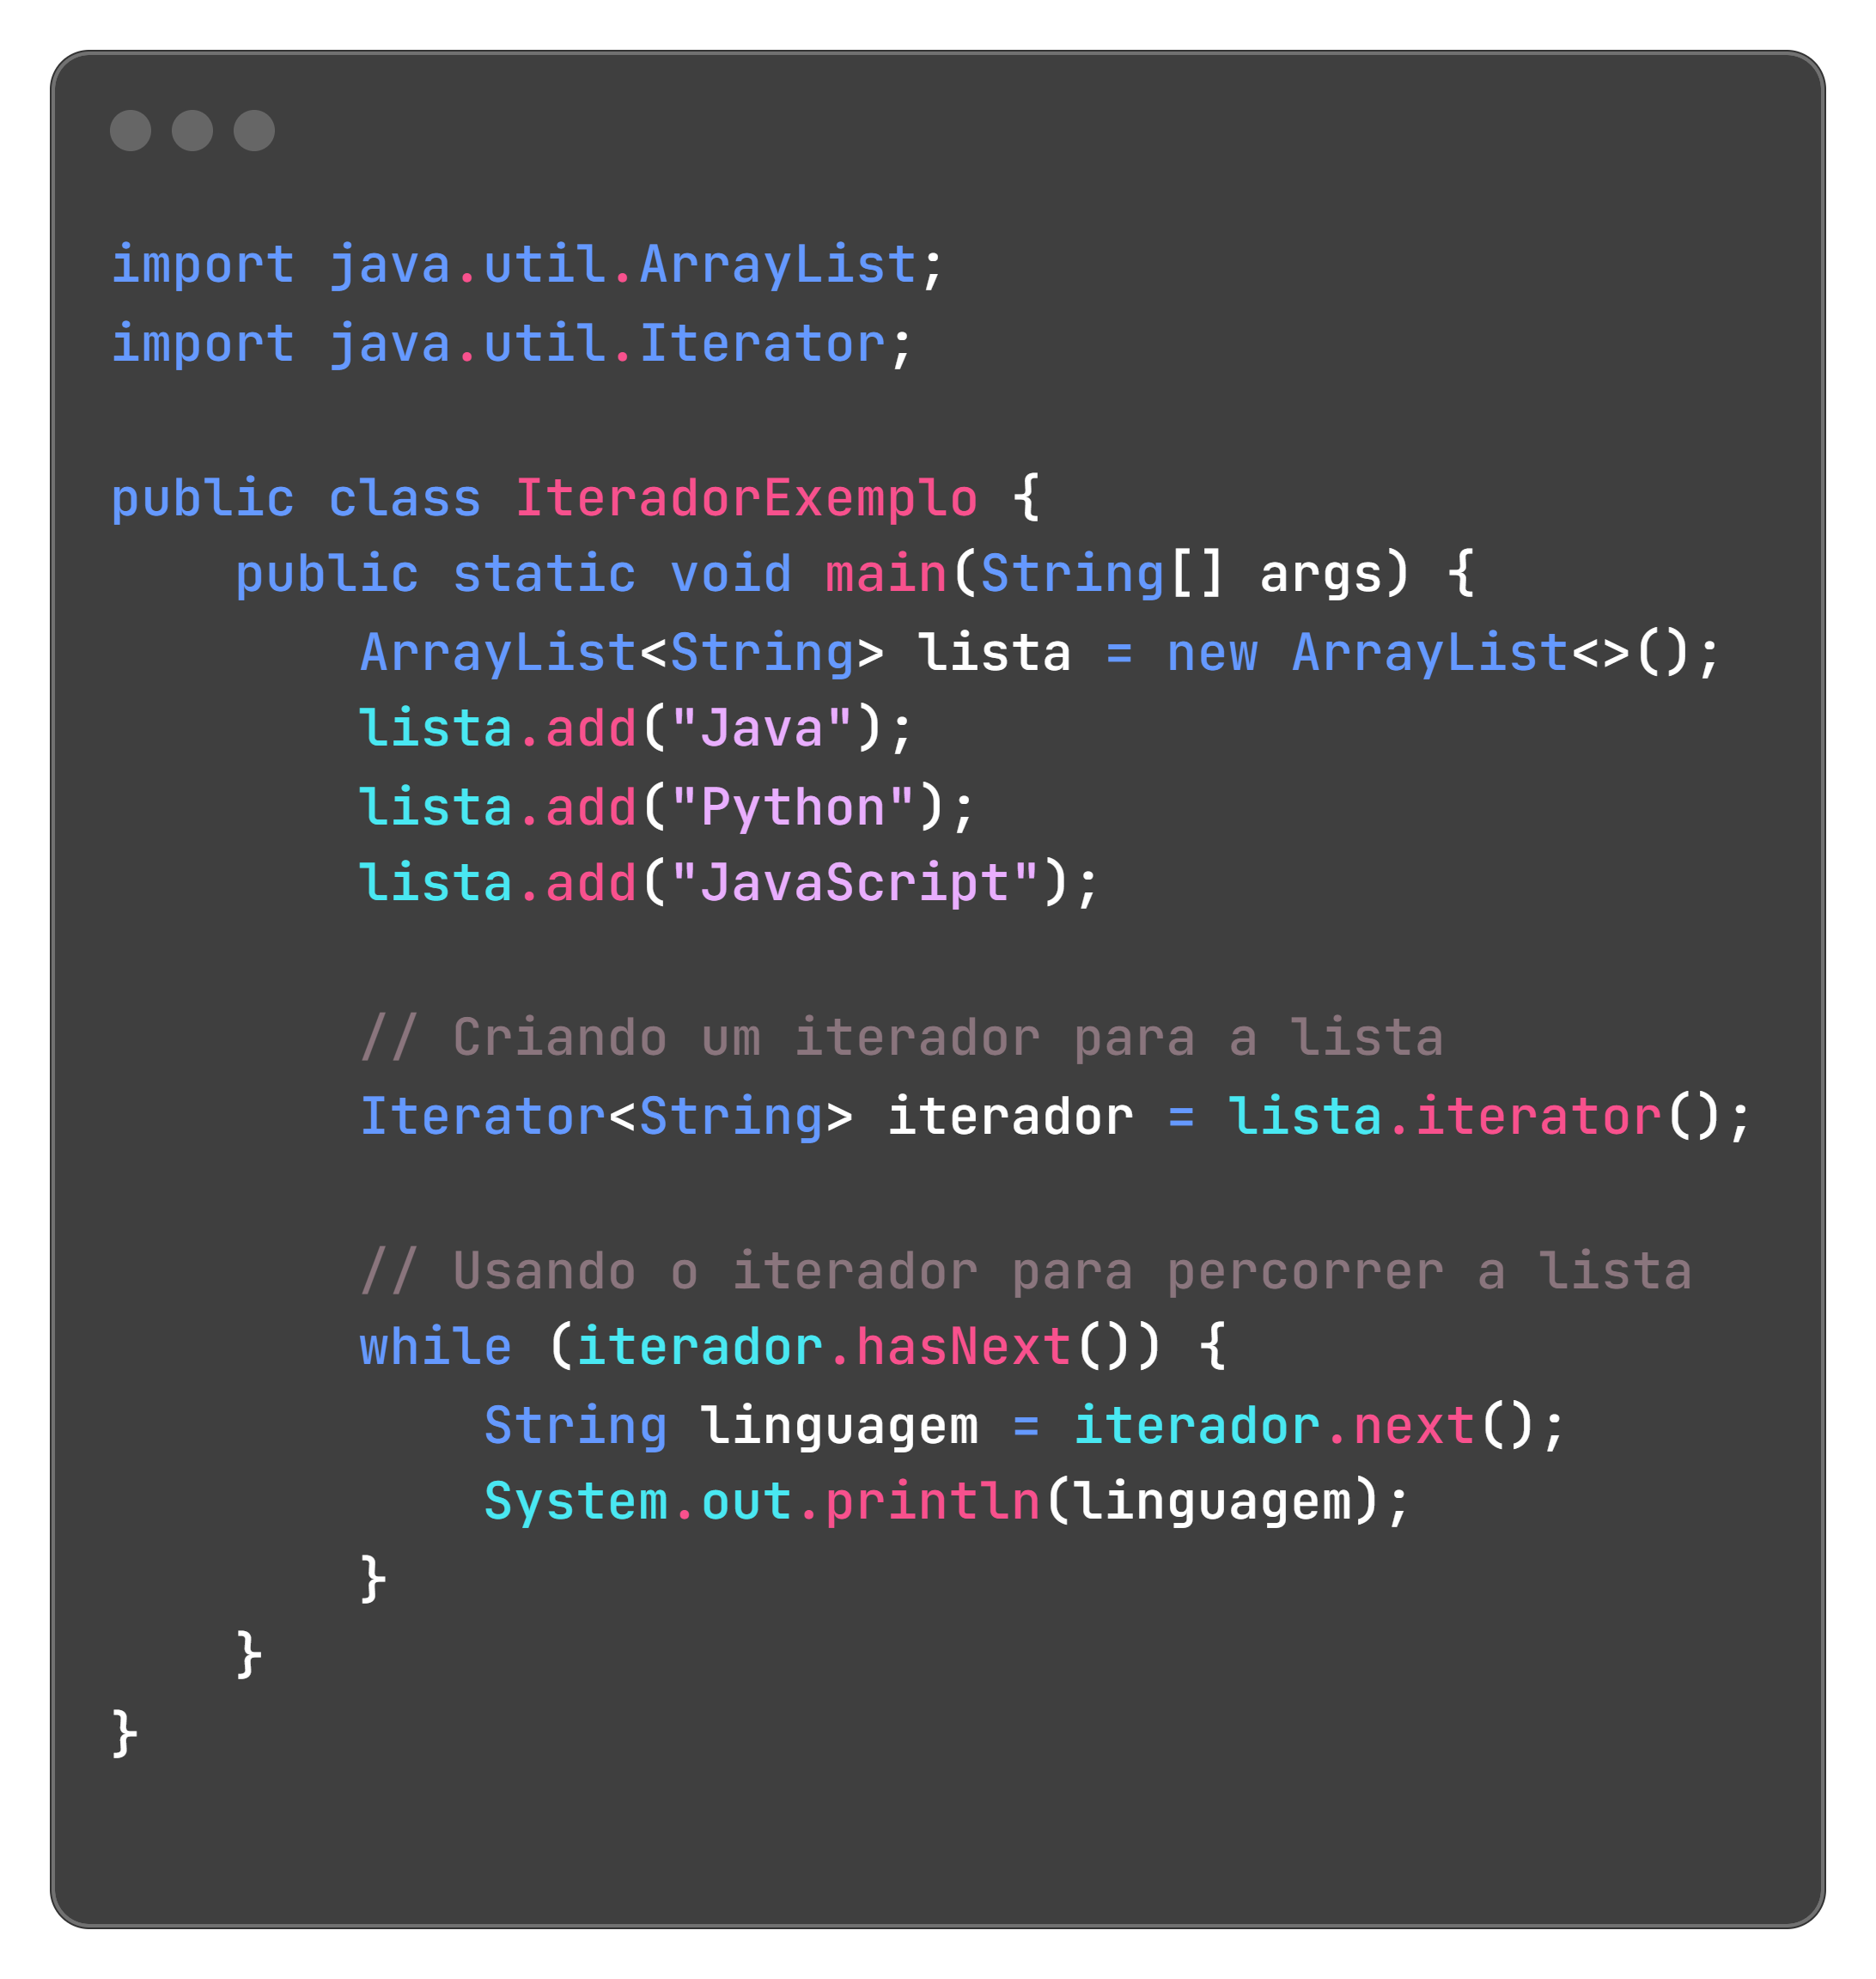 import java.util.ArrayList;
import java.util.Iterator;

public class IteradorExemplo {
    public static void main(String[] args) {
        ArrayList<String> lista = new ArrayList<>();
        lista.add("Java");
        lista.add("Python");
        lista.add("JavaScript");

        // Criando um iterador para a lista
        Iterator<String> iterador = lista.iterator();

        // Usando o iterador para percorrer a lista
        while (iterador.hasNext()) {
            String linguagem = iterador.next();
            System.out.println(linguagem);
        }
    }
}